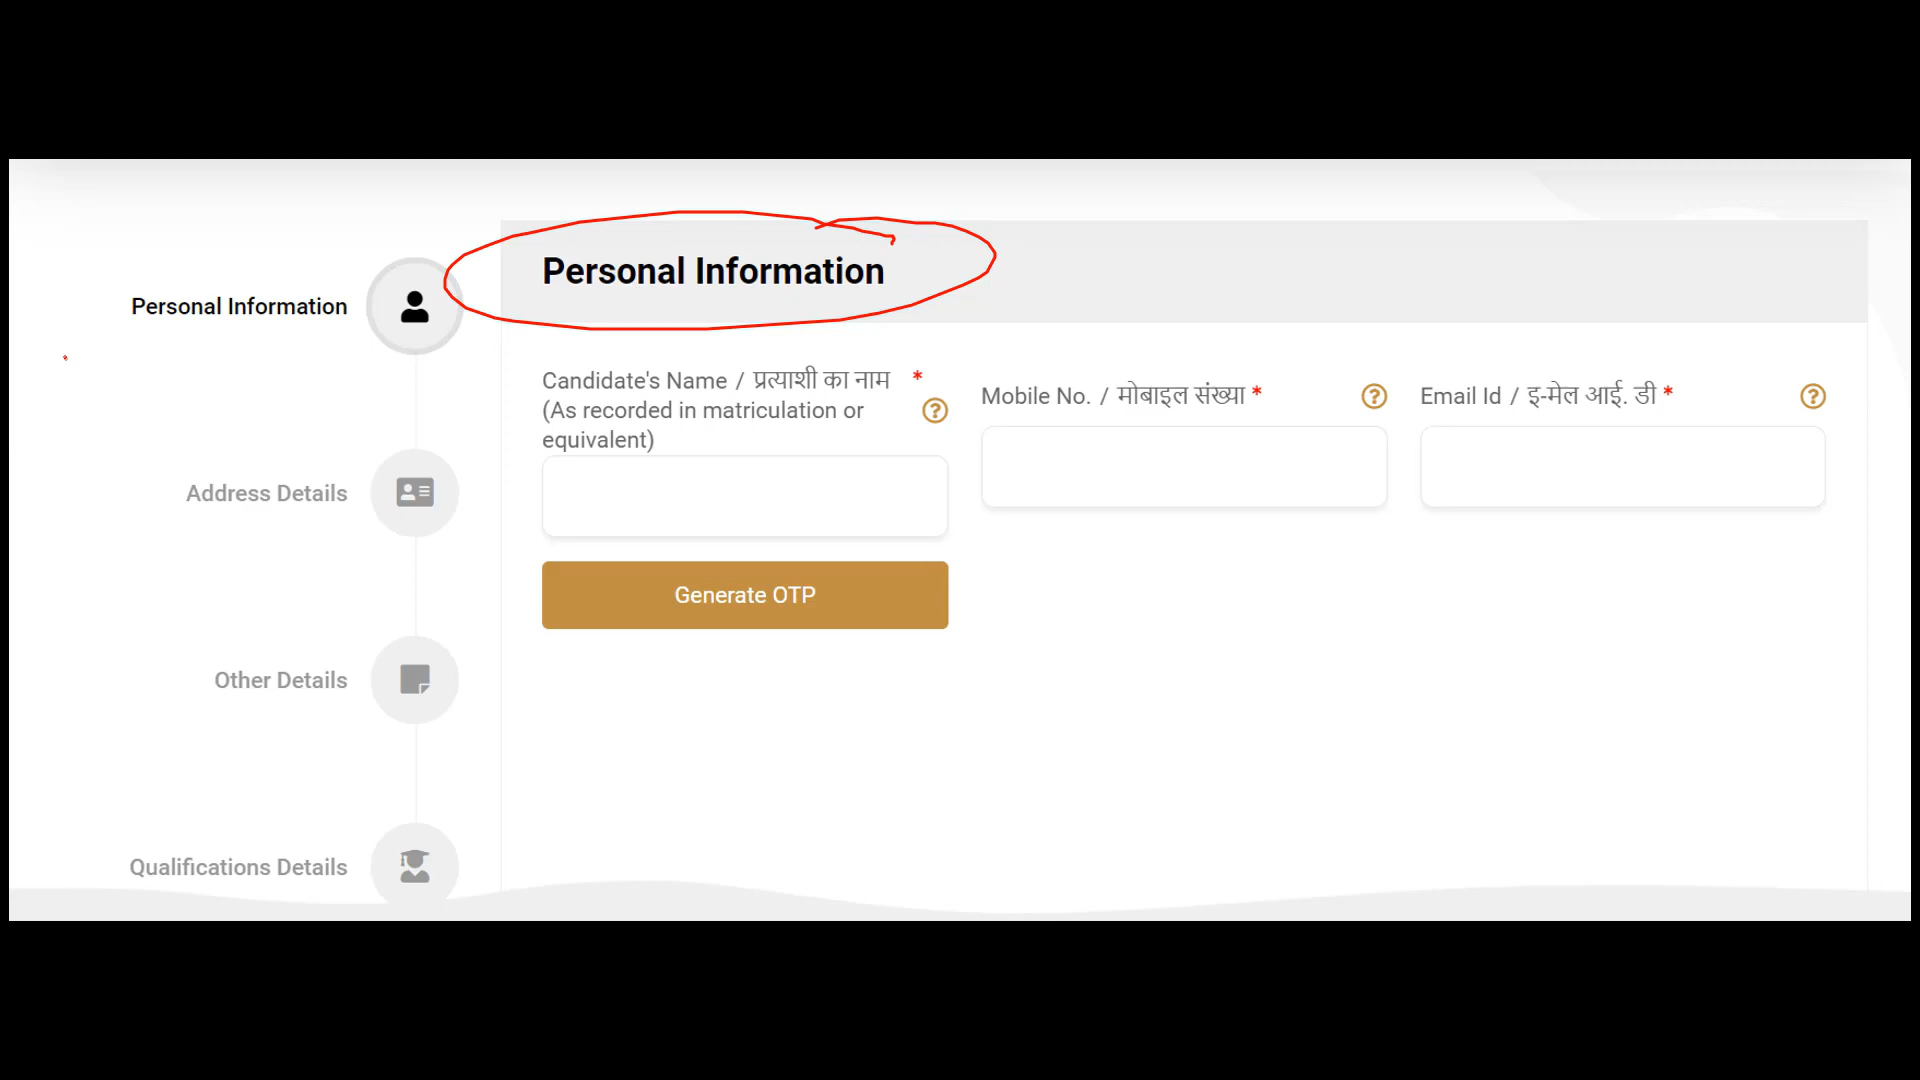 Personal Information
Personal Information
Candidate's Name / प्रत्याशी का नाम *
(As recorded in matriculation or
equivalent)
Mobile No. / मोबाइल संख्या *
Email Id / इ-मेल आई. डी *
Generate OTP
Address Details
Other Details
Qualifications Details